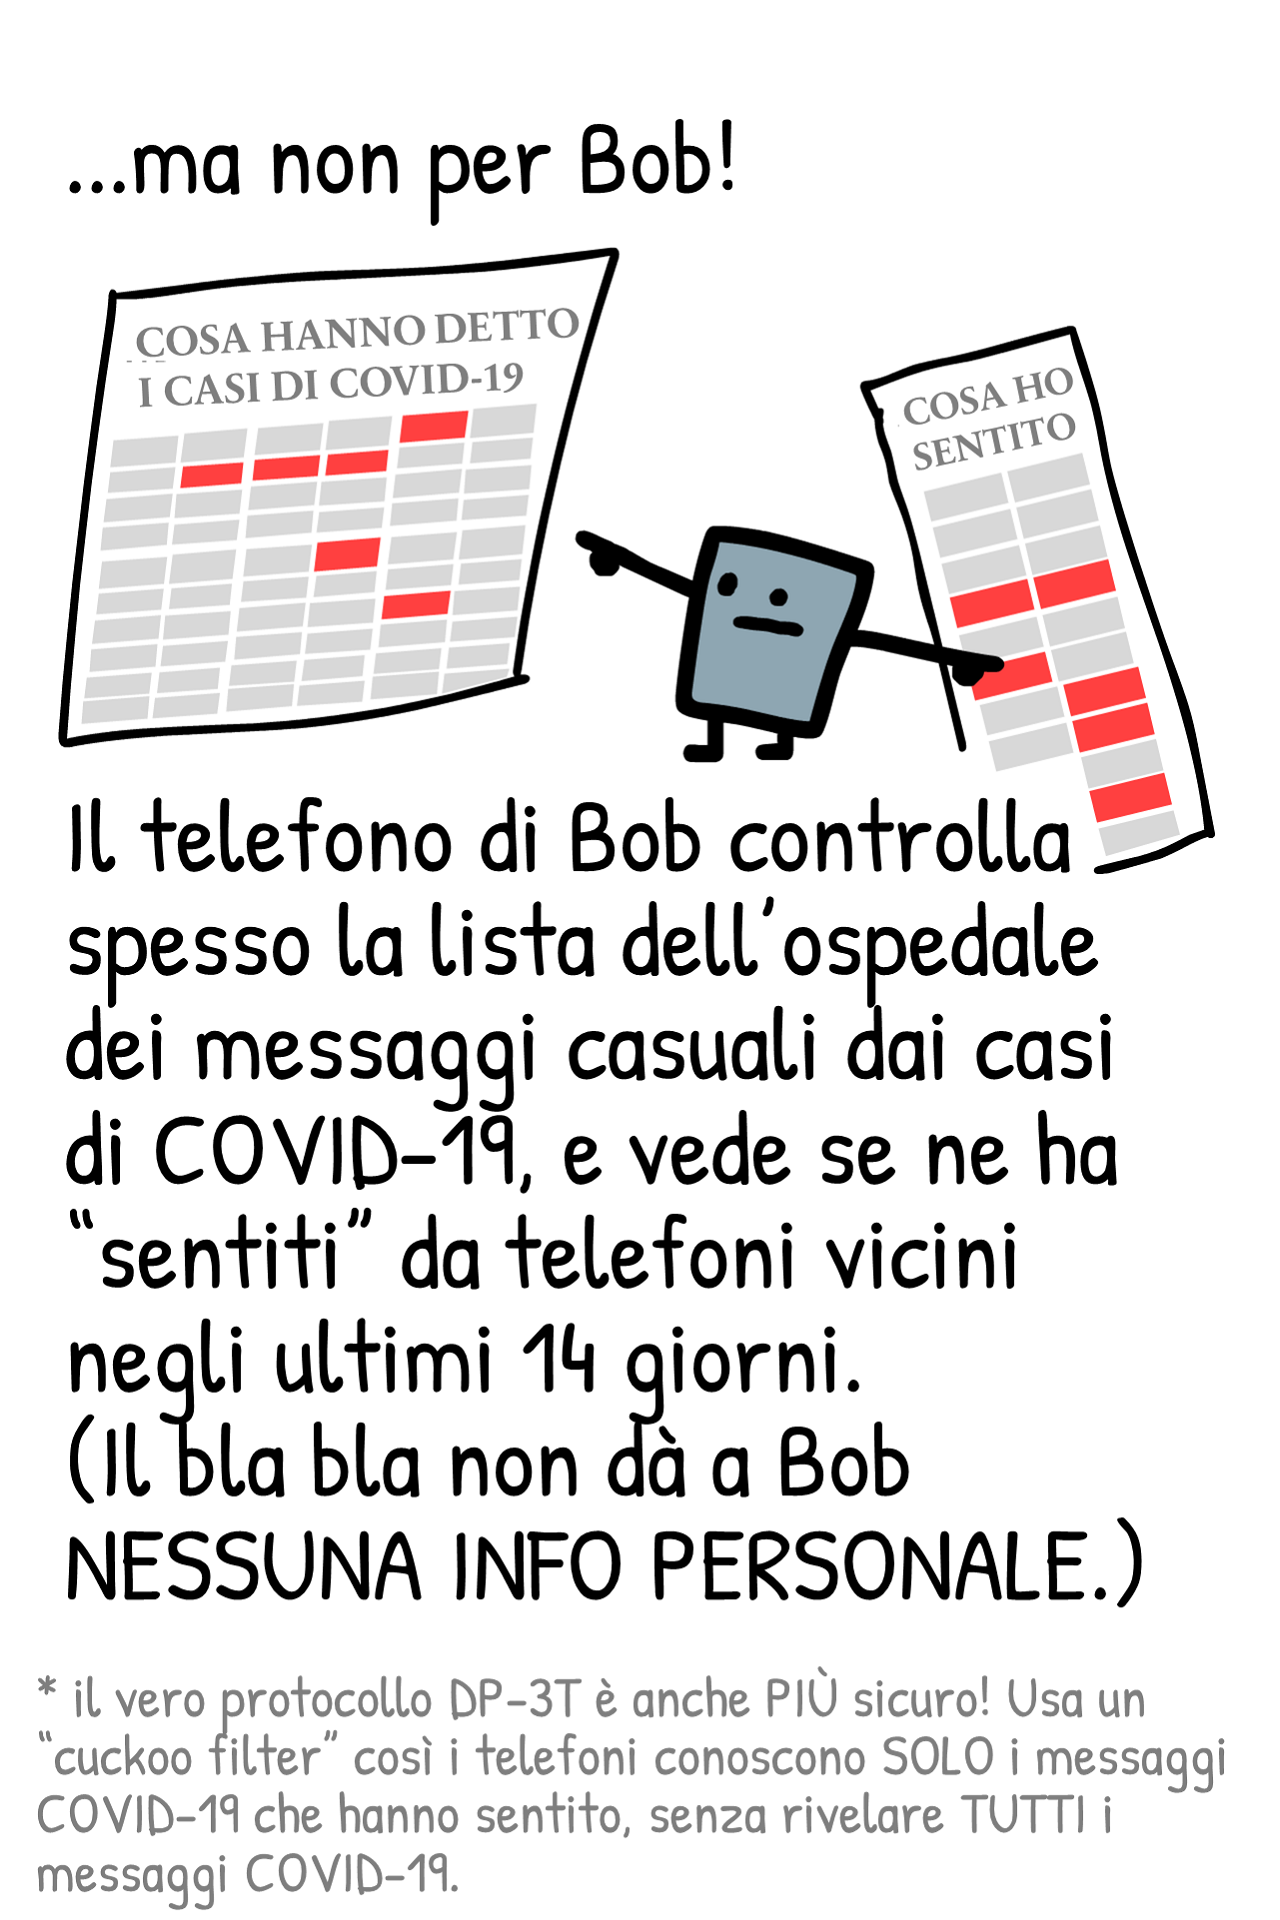 ...ma non per Bob!
COSA HANNO DETTO
I CASI DI COVID-19
COSA HO
SENTITO
Il telefono di Bob controlla
spesso la lista dell'ospedale
dei messaggi casuali dai casi
di COVID-19, e vede se ne ha
“sentiti” da telefoni vicini
negli ultimi 14 giorni.
(Il bla bla non dà a Bob
NESSUNA INFO PERSONALE.)
* il vero protocollo DP-3T è anche PIÙ sicuro! Usa un
“cuckoo filter” così i telefoni conoscono SOLO i messaggi
COVID-19 che hanno sentito, senza rivelare TUTTI i
messaggi COVID-19.